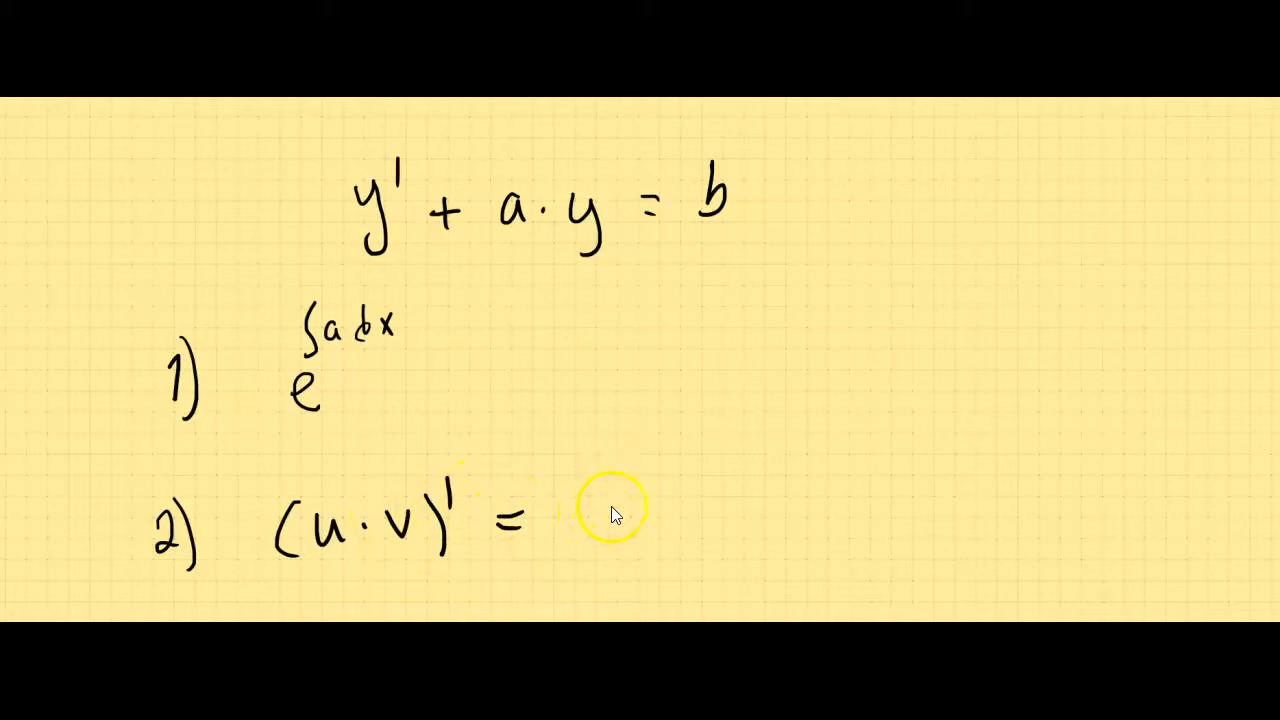 y' + a · y = b
1) e^∫a dx
2) (u · v)' =